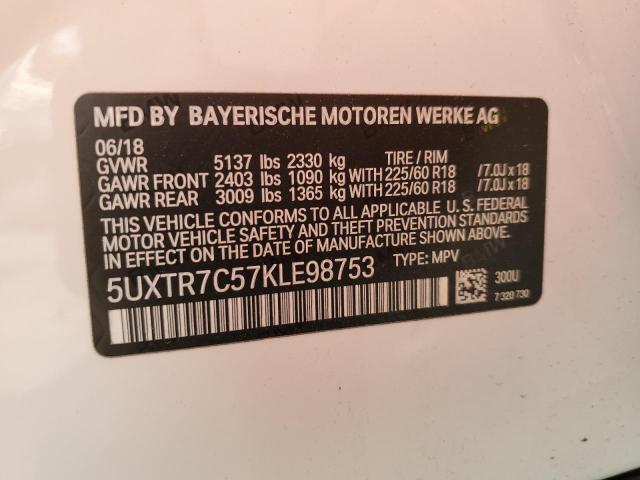 MFD BY BAYERISCHE MOTOREN WERKE AG
06/18
GVWR 5137 lbs 2330 kg TIRE / RIM
GAWR FRONT 2403 lbs 1090 kg WITH 225/60 R18 /7.0J x 18
GAWR REAR 3009 lbs 1365 kg WITH 225/60 R18 /7.0J x 18
THIS VEHICLE CONFORMS TO ALL APPLICABLE U. S. FEDERAL
MOTOR VEHICLE SAFETY AND THEFT PREVENTION STANDARDS
IN EFFECT ON THE DATE OF MANUFACTURE SHOWN ABOVE.
5UXTR7C57KLE98753 TYPE: MPV
300U
7 320 730